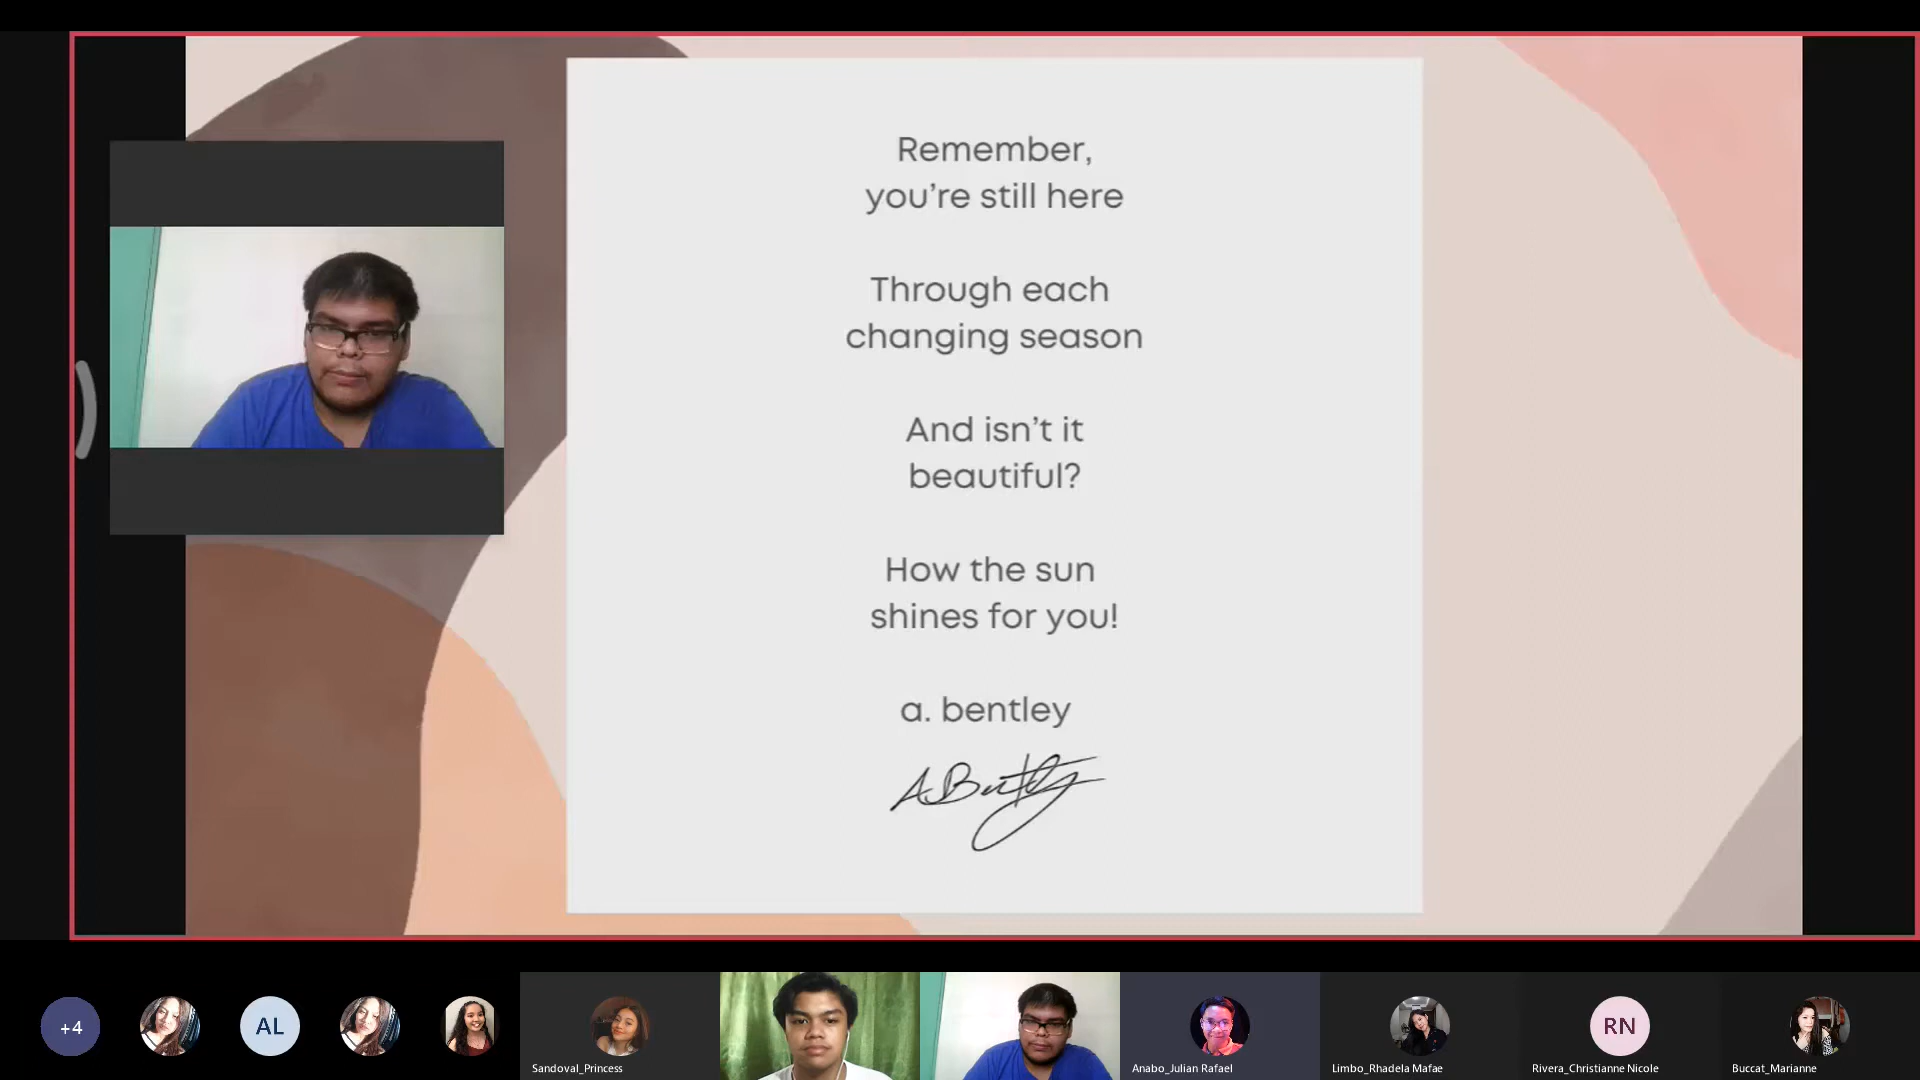 Remember,
you’re still here
Through each
changing season
And isn’t it
beautiful?
How the sun
shines for you!
a. bentley
A.Bentley
+4
AL
Sandoval_Princess
Anabo_Julian Rafael
Limbo_Rhadela Mafae
RN
Rivera_Christianne Nicole
Buccat_Marianne